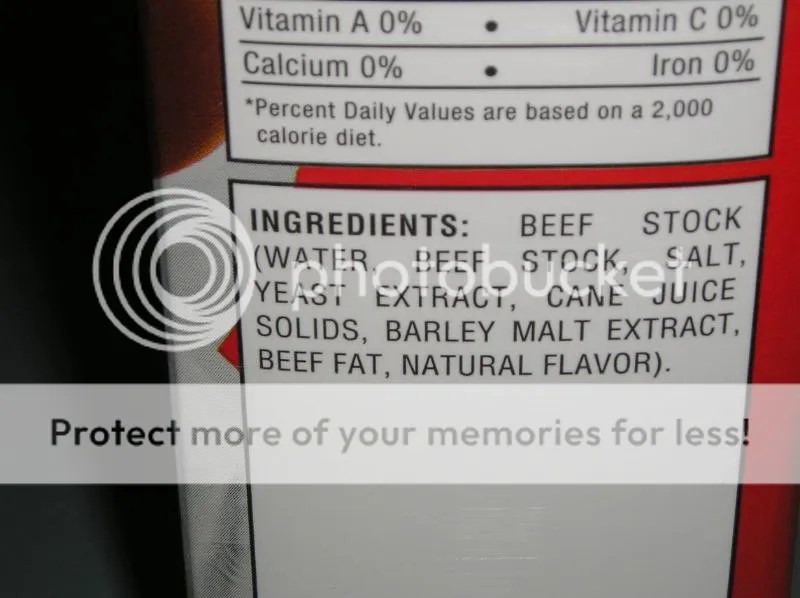 Vitamin A 0% • Vitamin C 0%
Calcium 0% • Iron 0%
*Percent Daily Values are based on a 2,000
calorie diet.
INGREDIENTS: BEEF STOCK
(WATER, BEEF STOCK, SALT,
photobucket
YEAST EXTRACT, CANE JUICE
SOLIDS, BARLEY MALT EXTRACT,
BEEF FAT, NATURAL FLAVOR).
Protect more of your memories for less!